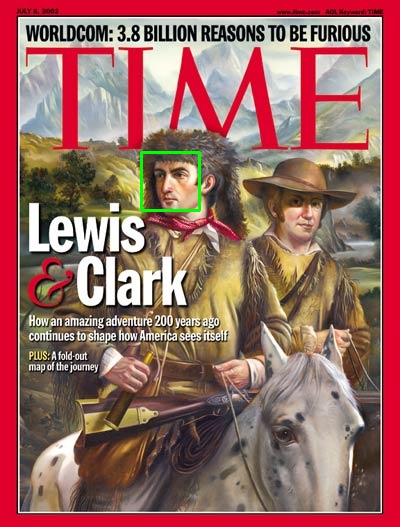 JULY 8, 2002
www.time.com AOL Keyword: TIME
WORLDCOM: 3.8 BILLION REASONS TO BE FURIOUS
TIME
Lewis
& Clark
How an amazing adventure 200 years ago
continues to shape how America sees itself
PLUS: A fold-out
map of the journey